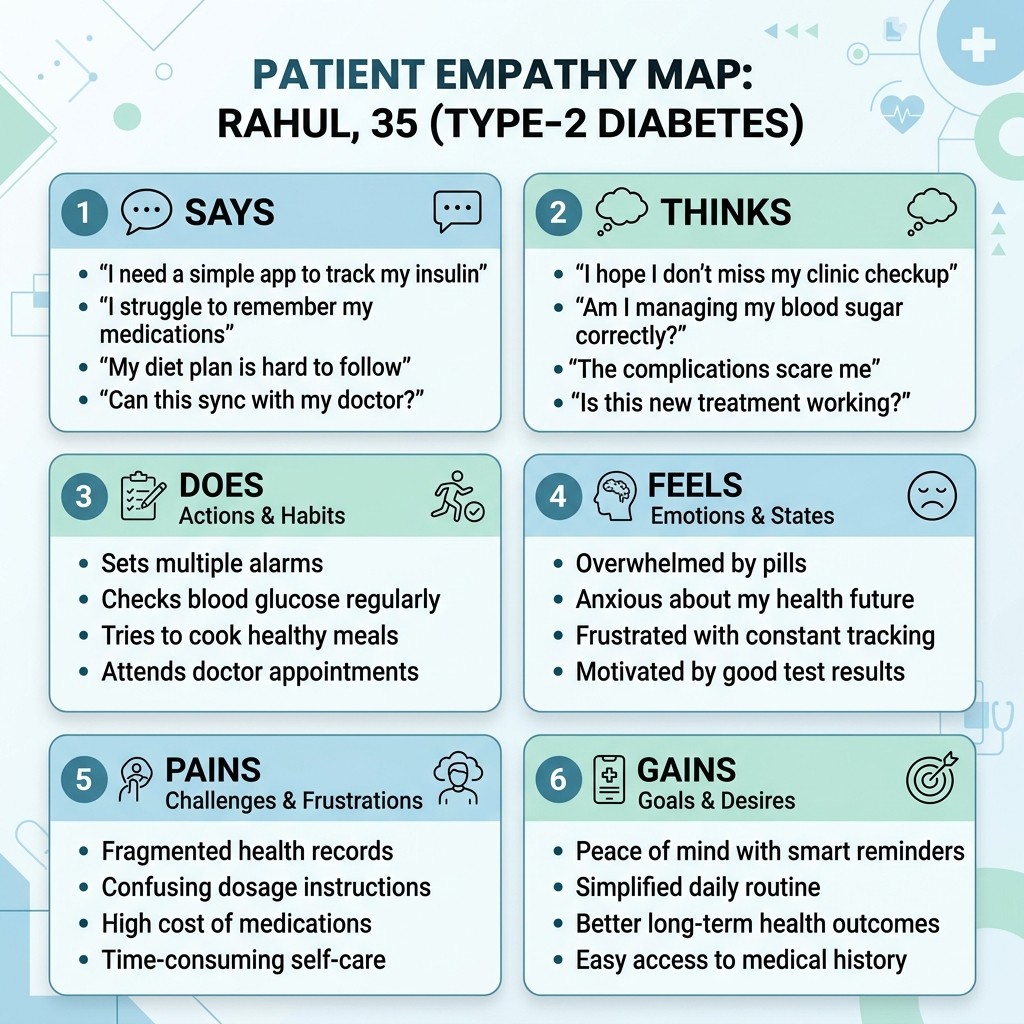 PATIENT EMPATHY MAP:
RAHUL, 35 (TYPE-2 DIABETES)
1 SAYS
• “I need a simple app to track my insulin”
• “I struggle to remember my
medications”
• “My diet plan is hard to follow”
• “Can this sync with my doctor?”
2 THINKS
• “I hope I don’t miss my clinic checkup”
• “Am I managing my blood sugar
correctly?”
• “The complications scare me”
• “Is this new treatment working?”
3 DOES
Actions & Habits
• Sets multiple alarms
• Checks blood glucose regularly
• Tries to cook healthy meals
• Attends doctor appointments
4 FEELS
Emotions & States
• Overwhelmed by pills
• Anxious about my health future
• Frustrated with constant tracking
• Motivated by good test results
5 PAINS
Challenges & Frustrations
• Fragmented health records
• Confusing dosage instructions
• High cost of medications
• Time-consuming self-care
6 GAINS
Goals & Desires
• Peace of mind with smart reminders
• Simplified daily routine
• Better long-term health outcomes
• Easy access to medical history